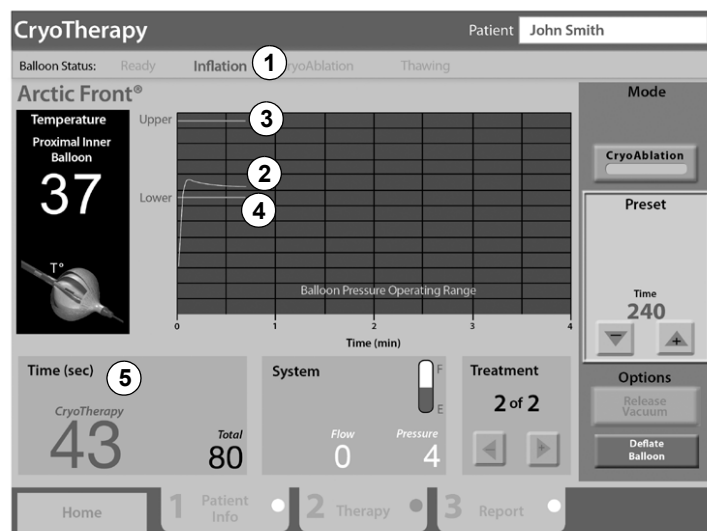 CryoTherapy
Patient
John Smith
Balloon Status:
Ready
Inflation
1
ryoAblation
Thawing
Arctic Front®
Mode
Temperature
Proximal Inner
Balloon
37
T°
Upper
3
2
Lower
4
Balloon Pressure Operating Range
0
1
2
3
4
Time (min)
CryoAblation
Preset
Time
240
Time (sec)
5
CryoTherapy
43
Total
80
System
F
E
Flow
0
Pressure
4
Treatment
2 of 2
Options
Release
Vacuum
Deflate
Balloon
Home
1
Patient
Info
2
Therapy
3
Report